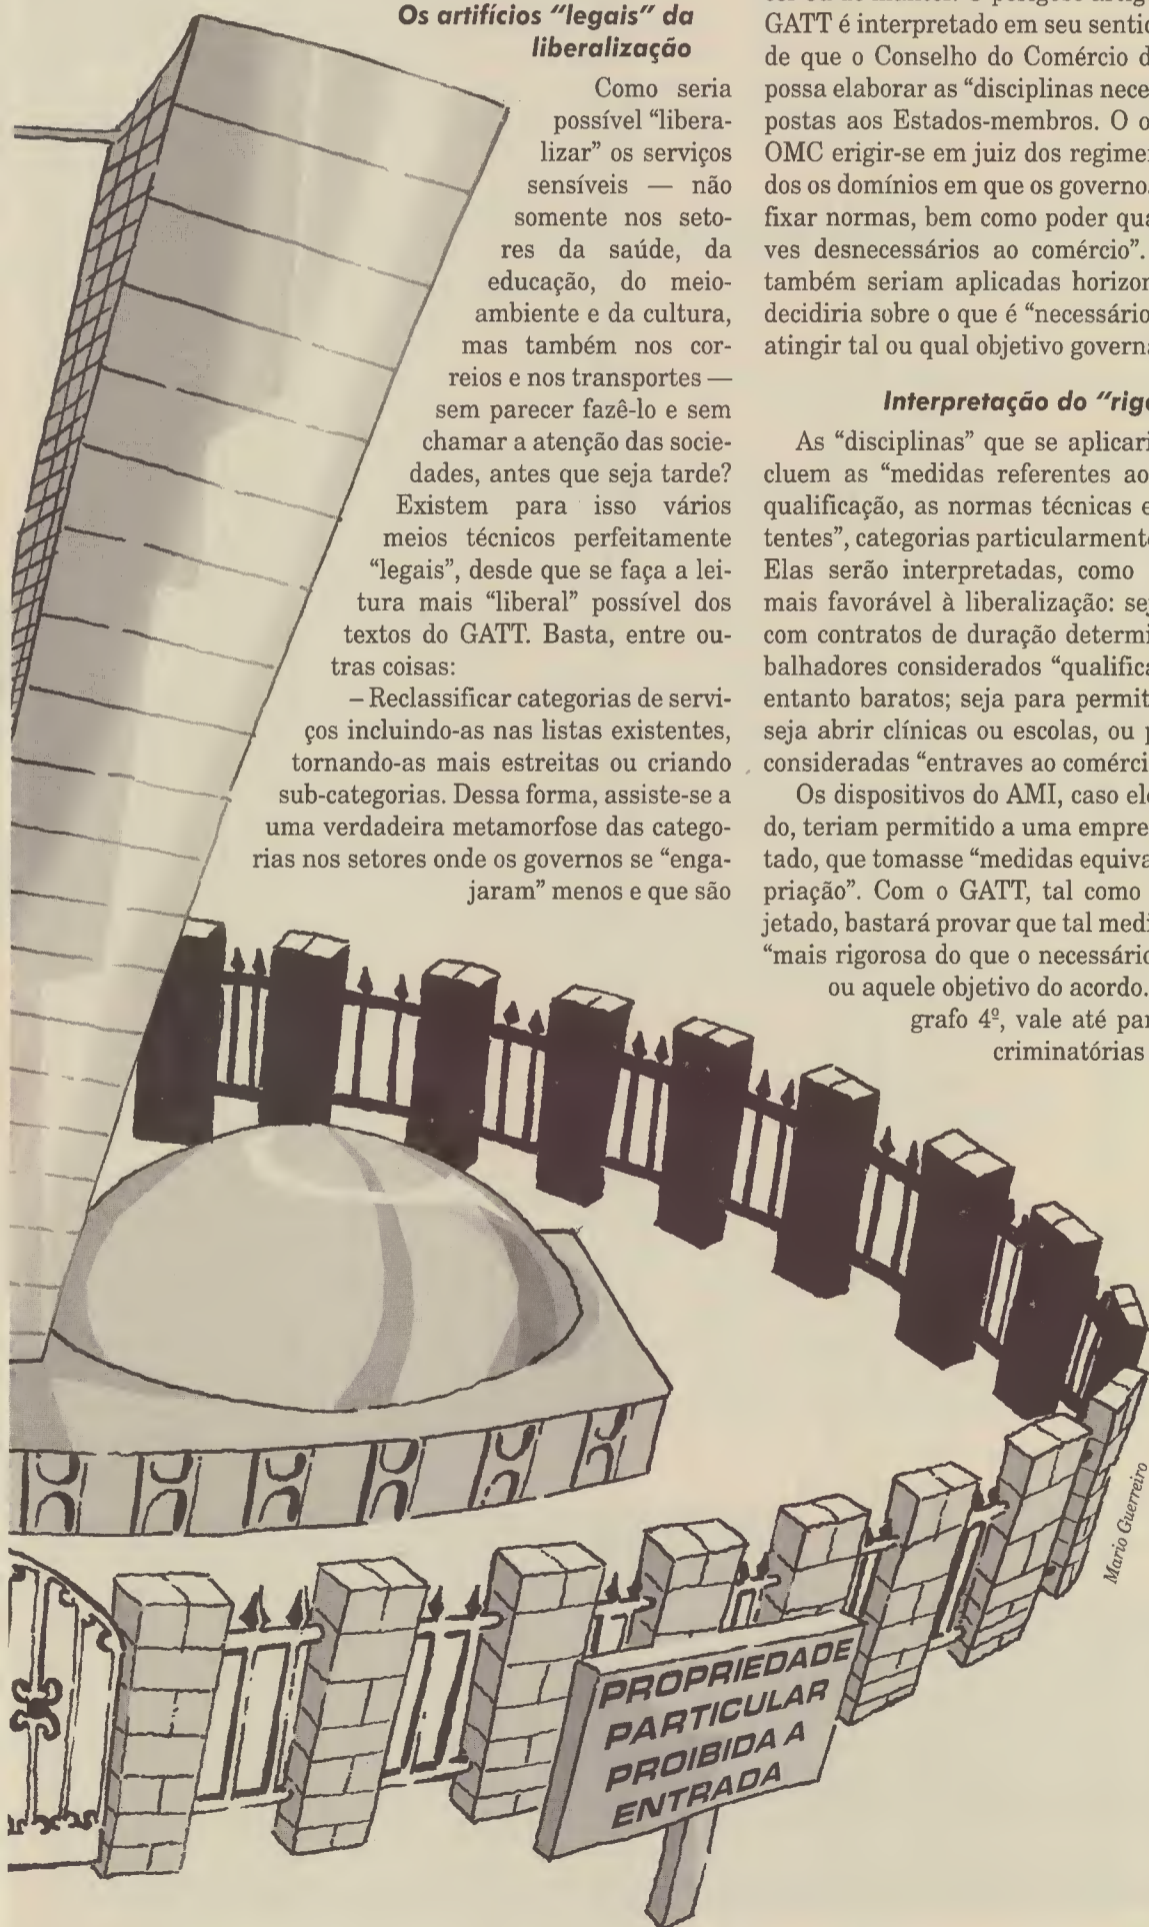 Os artifícios “legais” da
liberalização
Como seria
possível “libera-
lizar” os serviços
sensíveis — não
somente nos seto-
res da saúde, da
educação, do meio-
ambiente e da cultura,
mas também nos cor-
reios e nos transportes —
sem parecer fazê-lo e sem
chamar a atenção das socie-
dades, antes que seja tarde?
Existem para isso vários
meios técnicos perfeitamente
“legais”, desde que se faça a lei-
tura mais “liberal” possível dos
textos do GATT. Basta, entre ou-
tras coisas:
– Reclassificar categorias de servi-
ços incluindo-as nas listas existentes,
tornando-as mais estreitas ou criando
sub-categorias. Dessa forma, assiste-se a
uma verdadeira metamorfose das catego-
rias nos setores onde os governos se “enga-
jaram” menos e que são
GATT é interpretado em seu sentid
de que o Conselho do Comércio d
possa elaborar as “disciplinas nece
postas aos Estados-membros. O o
OMC erigir-se em juiz dos regime
dos os domínios em que os governo
fixar normas, bem como poder qua
ves desnecessários ao comércio”.
também seriam aplicadas horizon
decidiria sobre o que é “necessário
atingir tal ou qual objetivo governa
Interpretação do “rigo
As “disciplinas” que se aplicari
cluem as “medidas referentes ao
qualificação, as normas técnicas e
tentes”, categorias particularment
Elas serão interpretadas, como
mais favorável à liberalização: sej
com contratos de duração determi
balhadores considerados “qualifica
entanto baratos; seja para permit
seja abrir clínicas ou escolas, ou p
consideradas “entraves ao comérci
Os dispositivos do AMI, caso ele
do, teriam permitido a uma empre
tado, que tomasse “medidas equiva
priação”. Com o GATT, tal como
jetado, bastará provar que tal medi
“mais rigorosa do que o necessário
ou aquele objetivo do acordo.
grafo 4º, vale até par
criminatórias
Mario Guerreiro
PROPRIEDADE
PARTICULAR
PROIBIDA A
ENTRADA